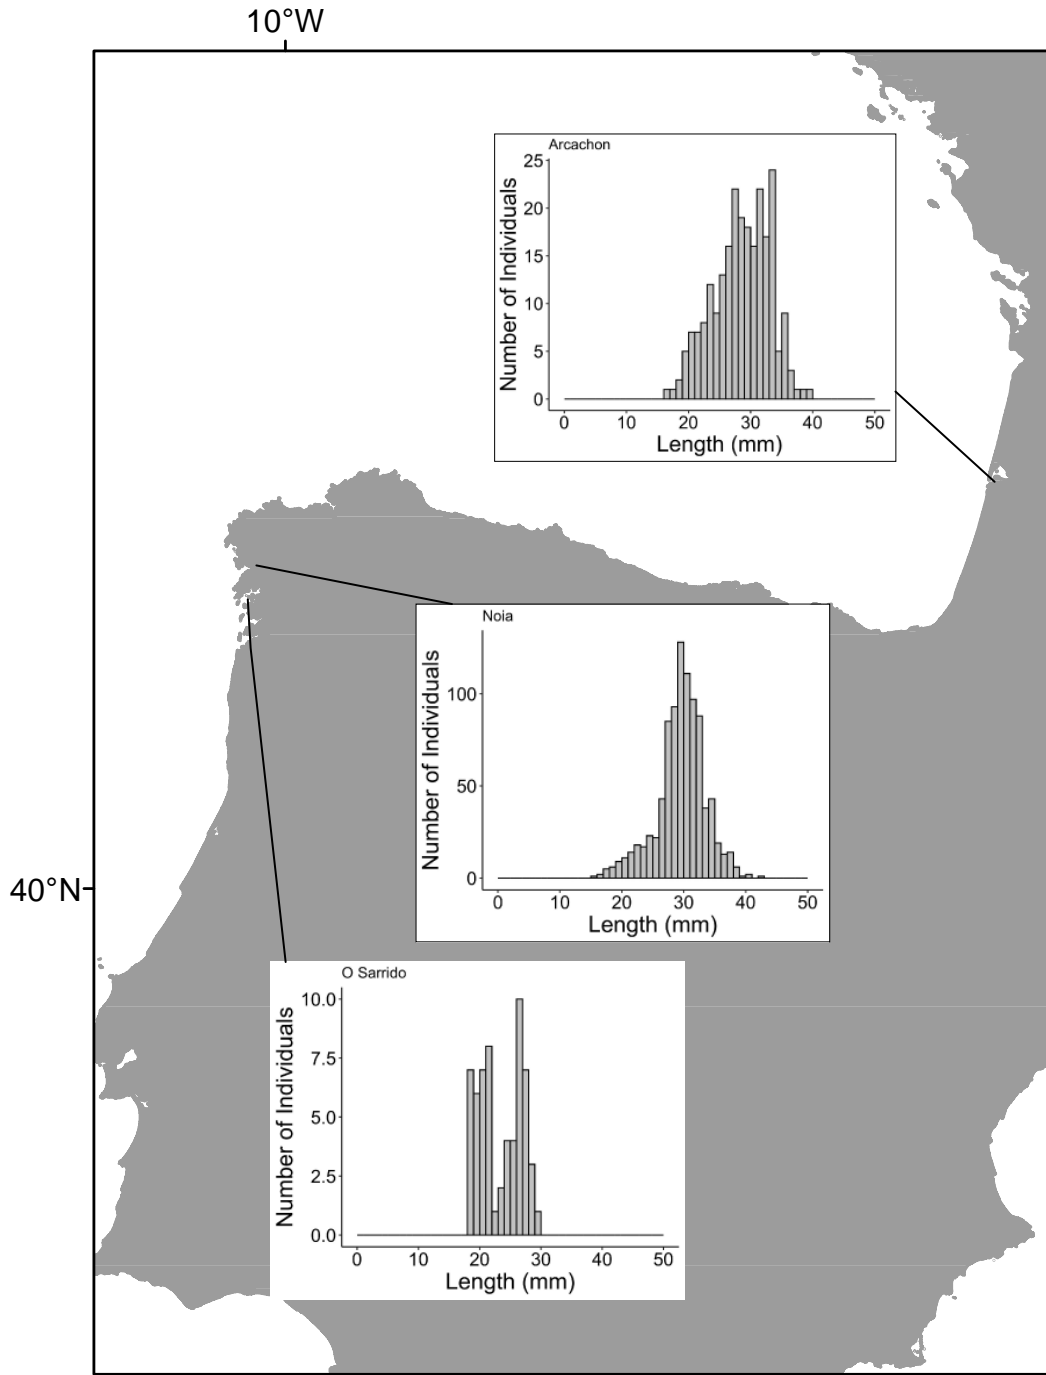 10°W
Arcachon
Number of Individuals
25
20
15
10
5
0
0 10 20 30 40 50
Length (mm)
Noia
Number of Individuals
100
50
0
0 10 20 30 40 50
Length (mm)
40°N
O Sarrido
Number of Individuals
10.0
7.5
5.0
2.5
0.0
0 10 20 30 40 50
Length (mm)